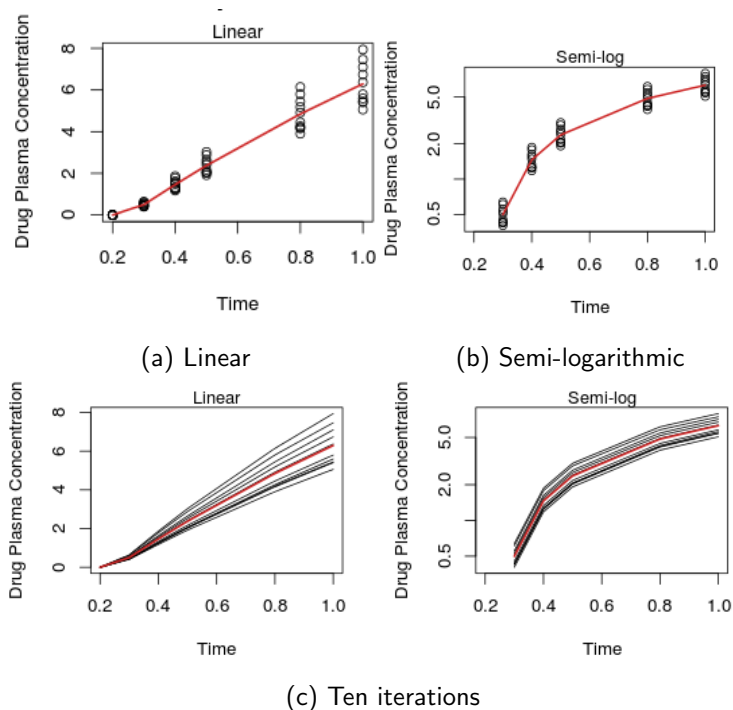 Linear
Drug Plasma Concentration
8
6
4
2
0
0.2 0.4 0.6 0.8 1.0
Time
(a) Linear
Semi-log
Drug Plasma Concentration
5.0
2.0
0.5
0.2 0.4 0.6 0.8 1.0
Time
(b) Semi-logarithmic
Linear
Drug Plasma Concentration
8
6
4
2
0
0.2 0.4 0.6 0.8 1.0
Time
Semi-log
Drug Plasma Concentration
5.0
2.0
0.5
0.2 0.4 0.6 0.8 1.0
Time
(c) Ten iterations